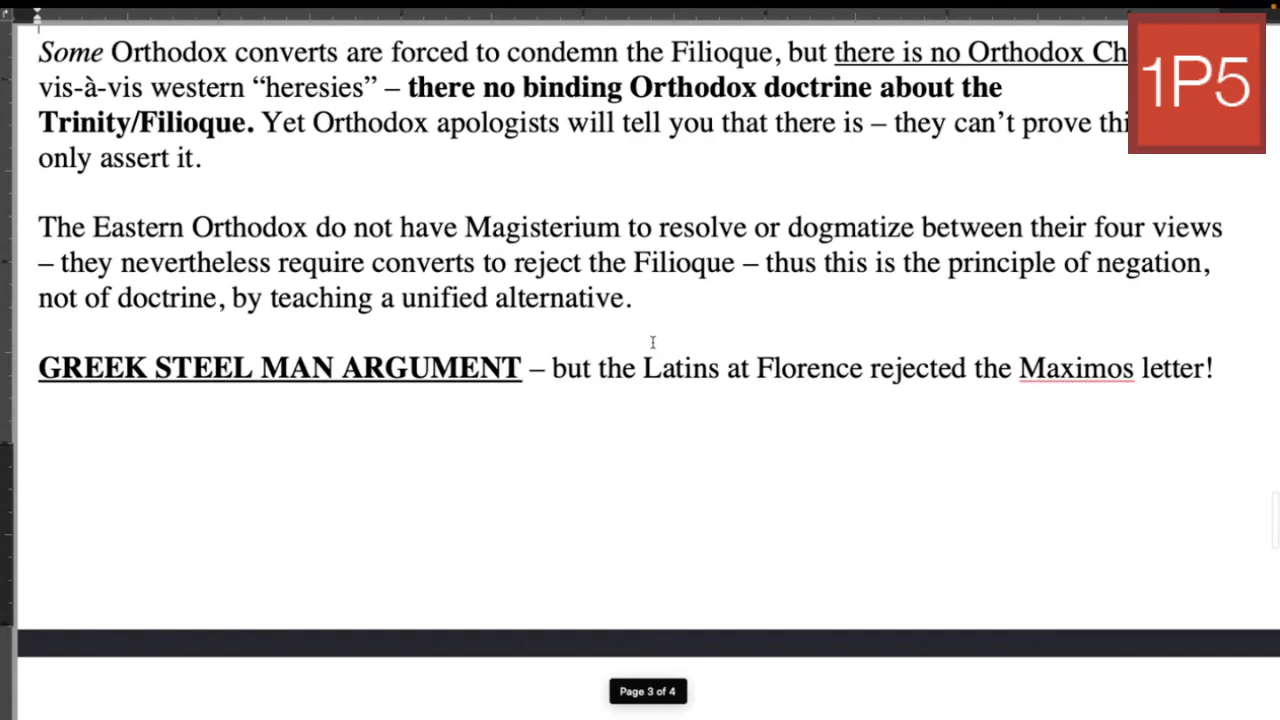 Some Orthodox converts are forced to condemn the Filioque, but there is no Orthodox Ch
vis-à-vis western “heresies” – there no binding Orthodox doctrine about the
Trinity/Filioque. Yet Orthodox apologists will tell you that there is – they can’t prove thi
only assert it.
The Eastern Orthodox do not have Magisterium to resolve or dogmatize between their four views
– they nevertheless require converts to reject the Filioque – thus this is the principle of negation,
not of doctrine, by teaching a unified alternative.
GREEK STEEL MAN ARGUMENT – but the Latins at Florence rejected the Maximos letter!
Page 3 of 4
1P5